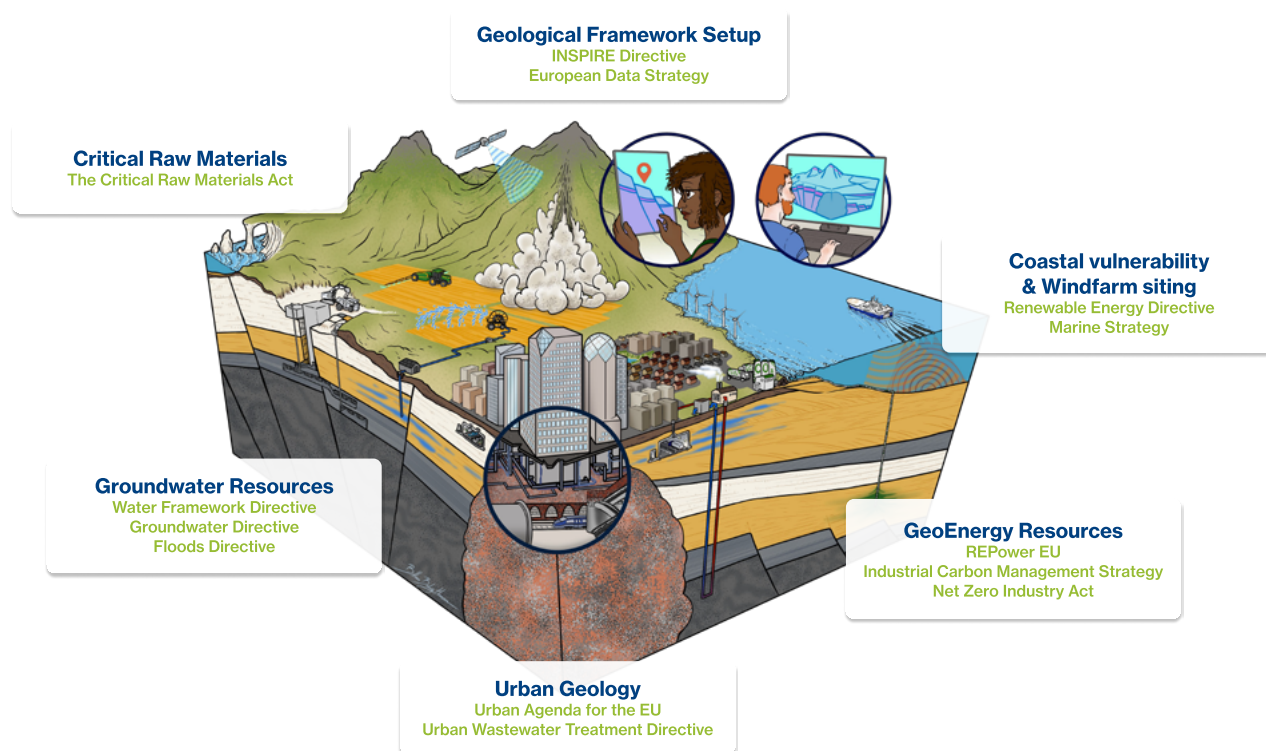 Geological Framework Setup
INSPIRE Directive
European Data Strategy
Critical Raw Materials
The Critical Raw Materials Act
Coastal vulnerability
& Windfarm siting
Renewable Energy Directive
Marine Strategy
Groundwater Resources
Water Framework Directive
Groundwater Directive
Floods Directive
GeoEnergy Resources
REPower EU
Industrial Carbon Management Strategy
Net Zero Industry Act
Urban Geology
Urban Agenda for the EU
Urban Wastewater Treatment Directive